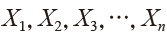 X₁, X₂, X₃, ⋯, Xₙ